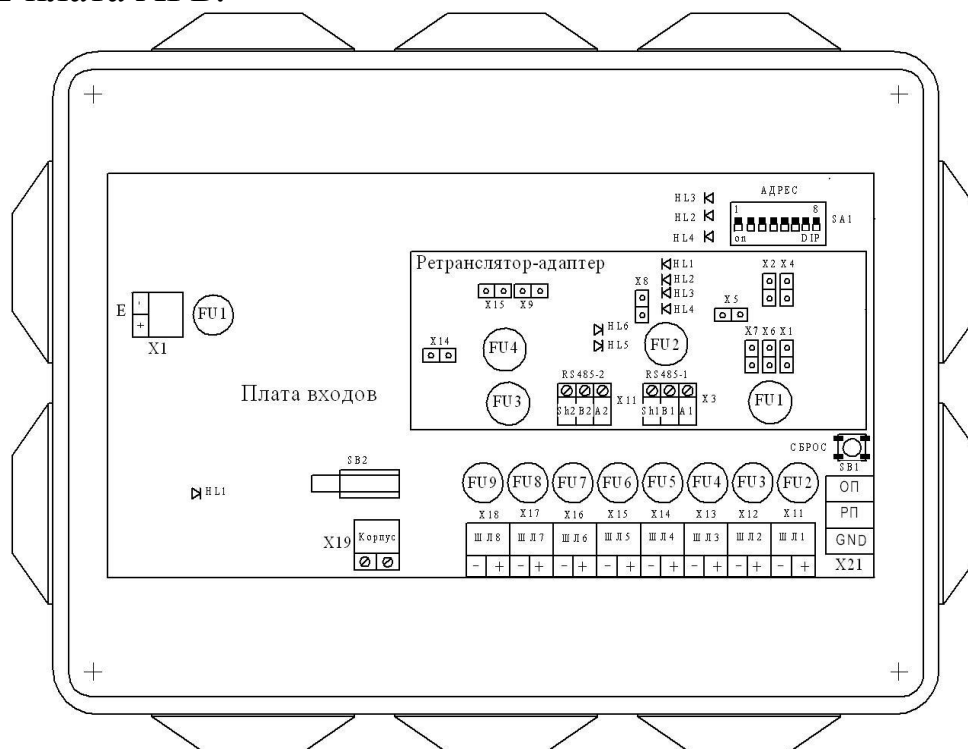 АДРЕС
HL3
1 8
HL2
SA1
HL4
on DIP
Ретранслятор-адаптер
HL1
X2 X4
HL2
X8
HL3
X15 X9
HL4
X5
E
-
FU1
+
HL6
X7 X6 X1
X14
FU4
FU2
HL5
X1
RS485-2
RS485-1
Плата входов
FU3
Sh2 B2 A2
X11
Sh1 B1 A1
X3
FU1
СБРОС
SB2
SB1
FU9 FU8 FU7 FU6 FU5 FU4 FU3 FU2
ОП
HL1
X18 X17 X16 X15 X14 X13 X12 X11
РП
X19
Корпус
ШЛ8 ШЛ7 ШЛ6 ШЛ5 ШЛ4 ШЛ3 ШЛ2 ШЛ1
GND
- + - + - + - + - + - + - + - +
X21